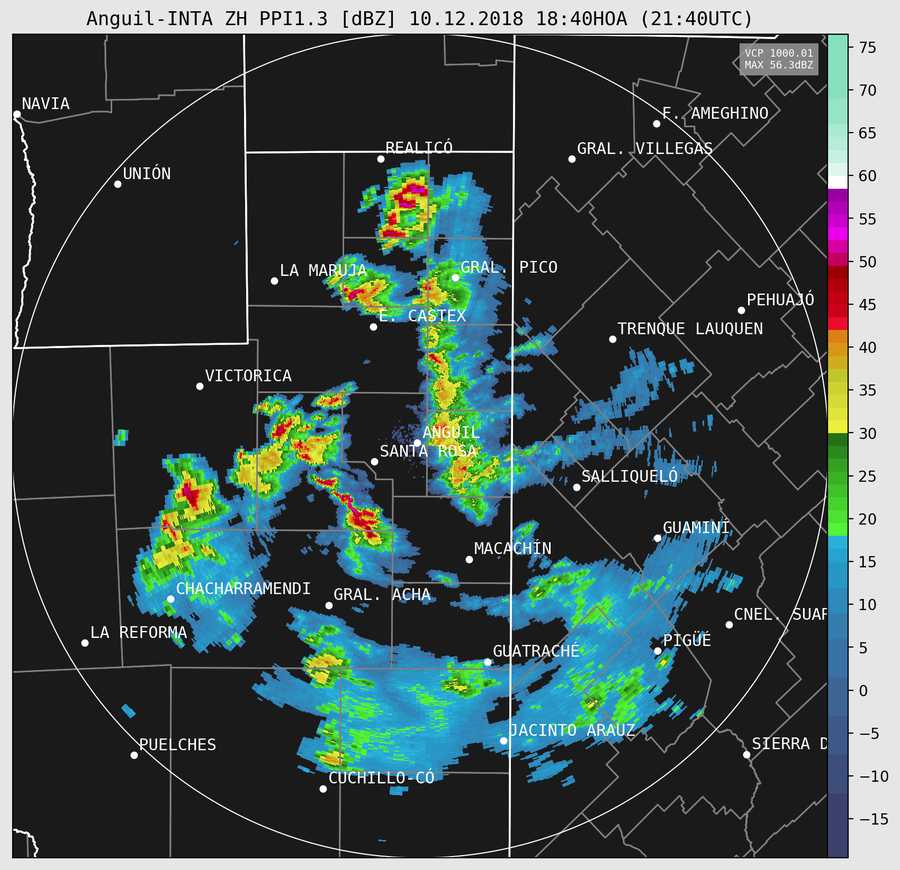 Anguil-INTA ZH PPI1.3 [dBZ] 10.12.2018 18:40HOA (21:40UTC)
VCP 1000.01
MAX 56.3dBZ
75
70
65
60
55
50
45
40
35
30
25
20
15
10
5
0
−5
−10
−15
NAVIA
F. AMEGHINO
REALICÓ
GRAL. VILLEGAS
UNIÓN
LA MARUJA
GRAL. PICO
PEHUAJÓ
E. CASTEX
TRENQUE LAUQUEN
VICTORICA
ANGUIL
SANTA ROSA
SALLIQUELÓ
GUAMINÍ
MACACHÍN
CHACHARRAMENDI
GRAL. ACHA
CNEL. SUAR
LA REFORMA
PIGÜÉ
GUATRACHÉ
JACINTO ARAUZ
PUELCHES
SIERRA D
CUCHILLO-CÓ